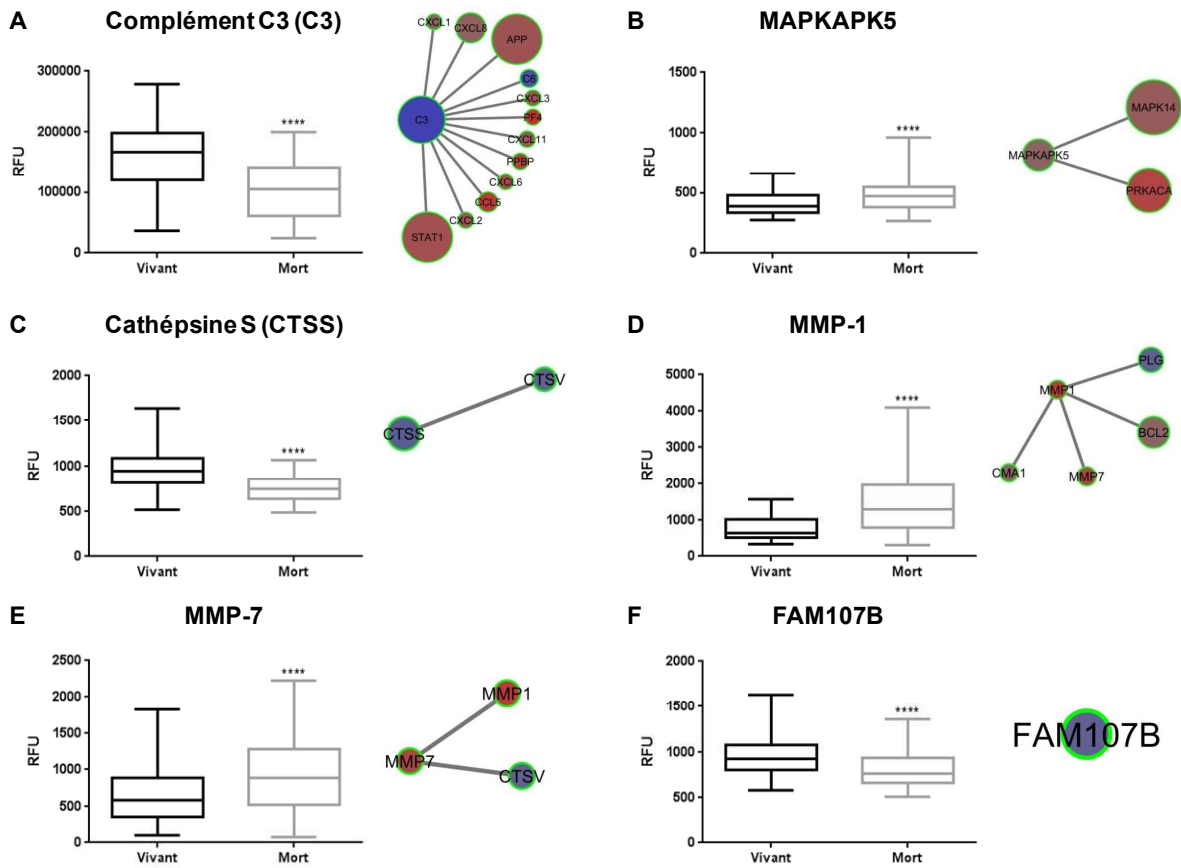 A Complément C3 (C3)
300000
200000
100000
0
RFU
****
Vivant Mort
CXCL1
CXCL8
APP
C6
CXCL3
C3
PF4
CXCL11
PPBP
CXCL6
CCL5
CXCL2
STAT1
B MAPKAPK5
1500
1000
500
0
RFU
****
Vivant Mort
MAPK14
MAPKAPK5
PRKACA
C Cathépsine S (CTSS)
2000
1500
1000
500
0
RFU
****
Vivant Mort
CTSV
CTSS
D MMP-1
5000
4000
3000
2000
1000
0
RFU
****
Vivant Mort
PLG
MMP1
BCL2
CMA1
MMP7
E MMP-7
2500
2000
1500
1000
500
0
RFU
****
Vivant Mort
MMP1
MMP7
CTSV
F FAM107B
2000
1500
1000
500
0
RFU
****
Vivant Mort
FAM107B